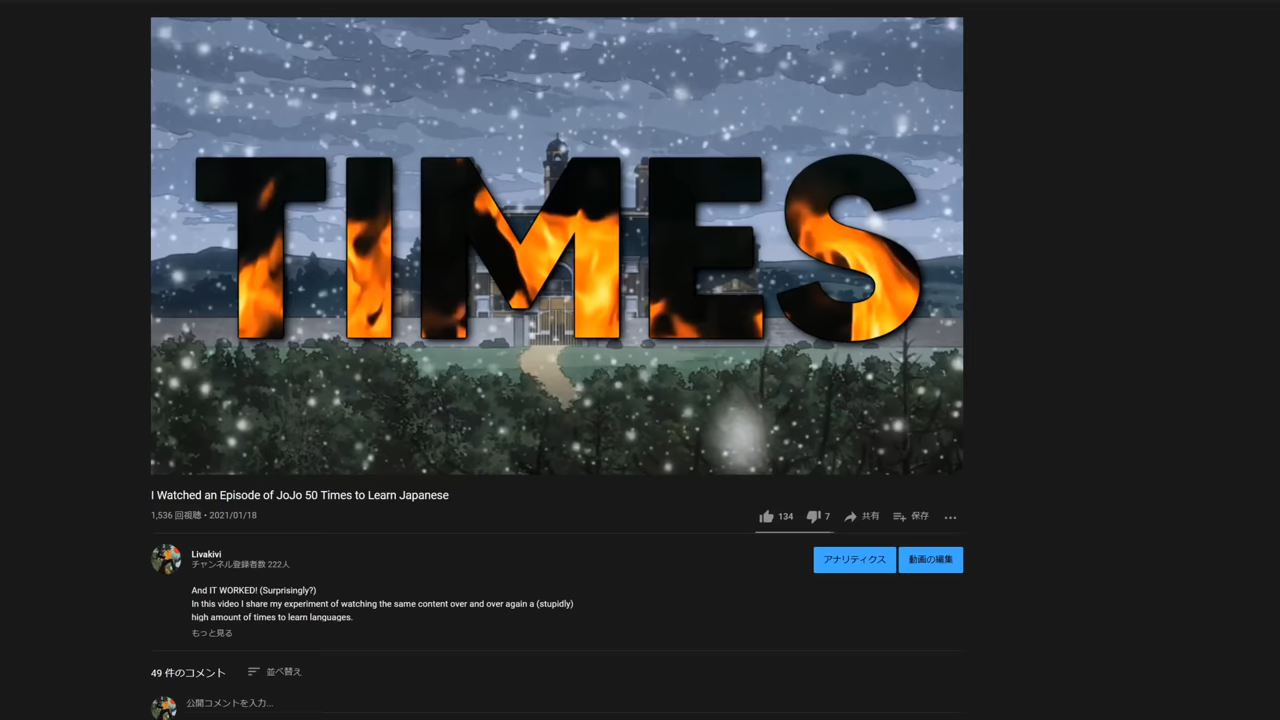 TIMES
I Watched an Episode of JoJo 50 Times to Learn Japanese
1,536 回視聴 • 2021/01/18
134
7
共有
保存
Livakivi
チャンネル登録者数 222人
アナリティクス
動画の編集
And IT WORKED! (Surprisingly?)
In this video I share my experiment of watching the same content over and over again a (stupidly)
high amount of times to learn languages.
もっと見る
49 件のコメント
並べ替え
公開コメントを入力...